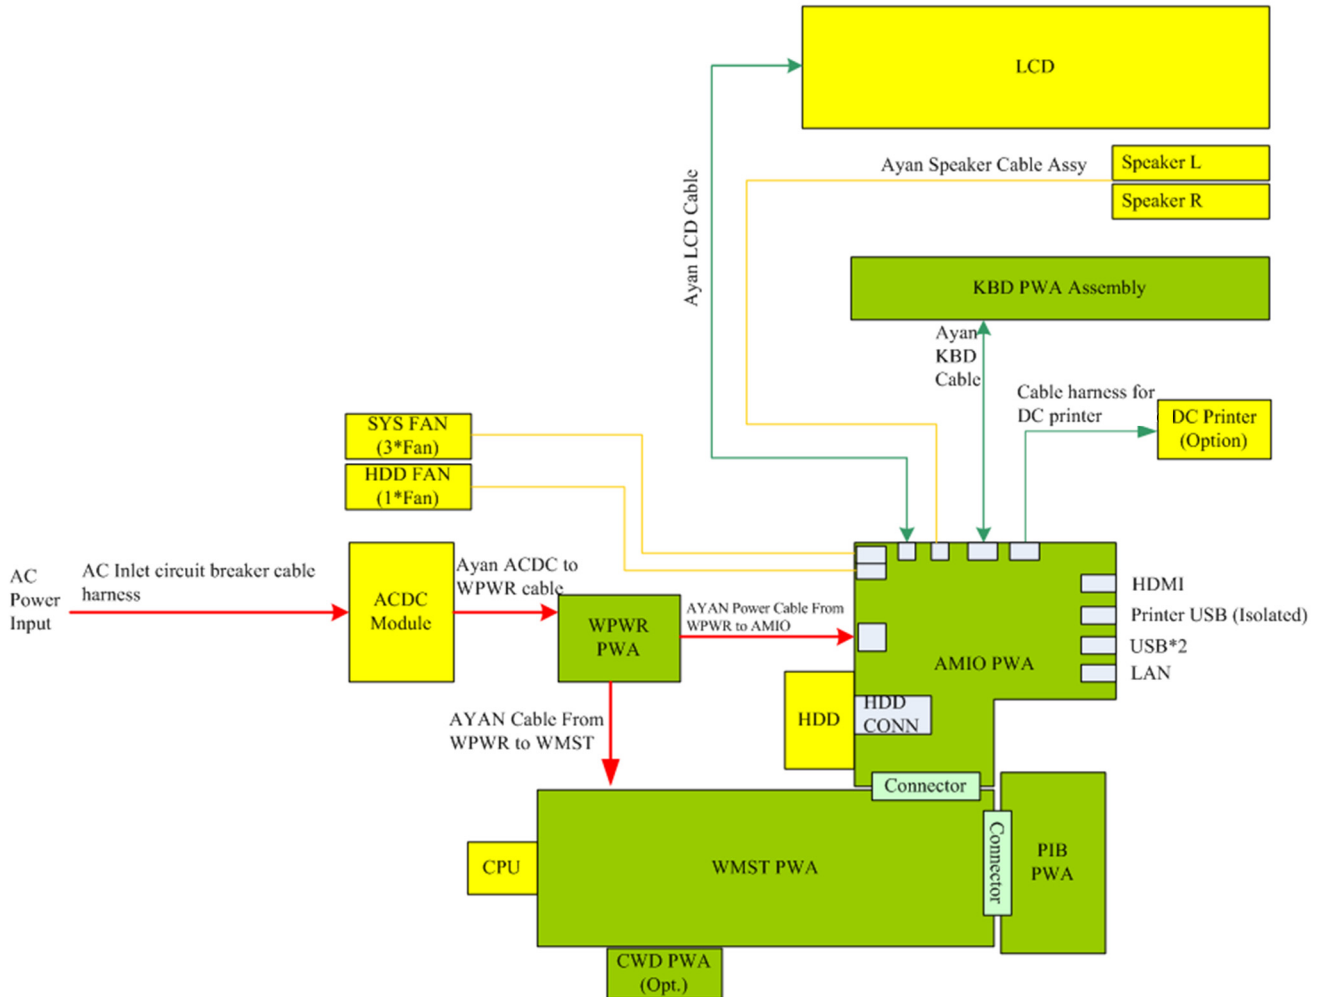 LCD
Ayan Speaker Cable Assy
Speaker L
Speaker R
Ayan LCD Cable
KBD PWA Assembly
Ayan
KBD
Cable
Cable harness for
DC printer
DC Printer
(Option)
SYS FAN
(3*Fan)
HDD FAN
(1*Fan)
AC
Power
Input
AC Inlet circuit breaker cable
harness
ACDC
Module
Ayan ACDC to
WPWR cable
WPWR
PWA
AYAN Power Cable From
WPWR to AMIO
AMIO PWA
HDMI
Printer USB (Isolated)
USB*2
LAN
AYAN Cable From
WPWR to WMST
HDD
HDD
CONN
Connector
CPU
WMST PWA
Connector
PIB
PWA
CWD PWA
(Opt.)